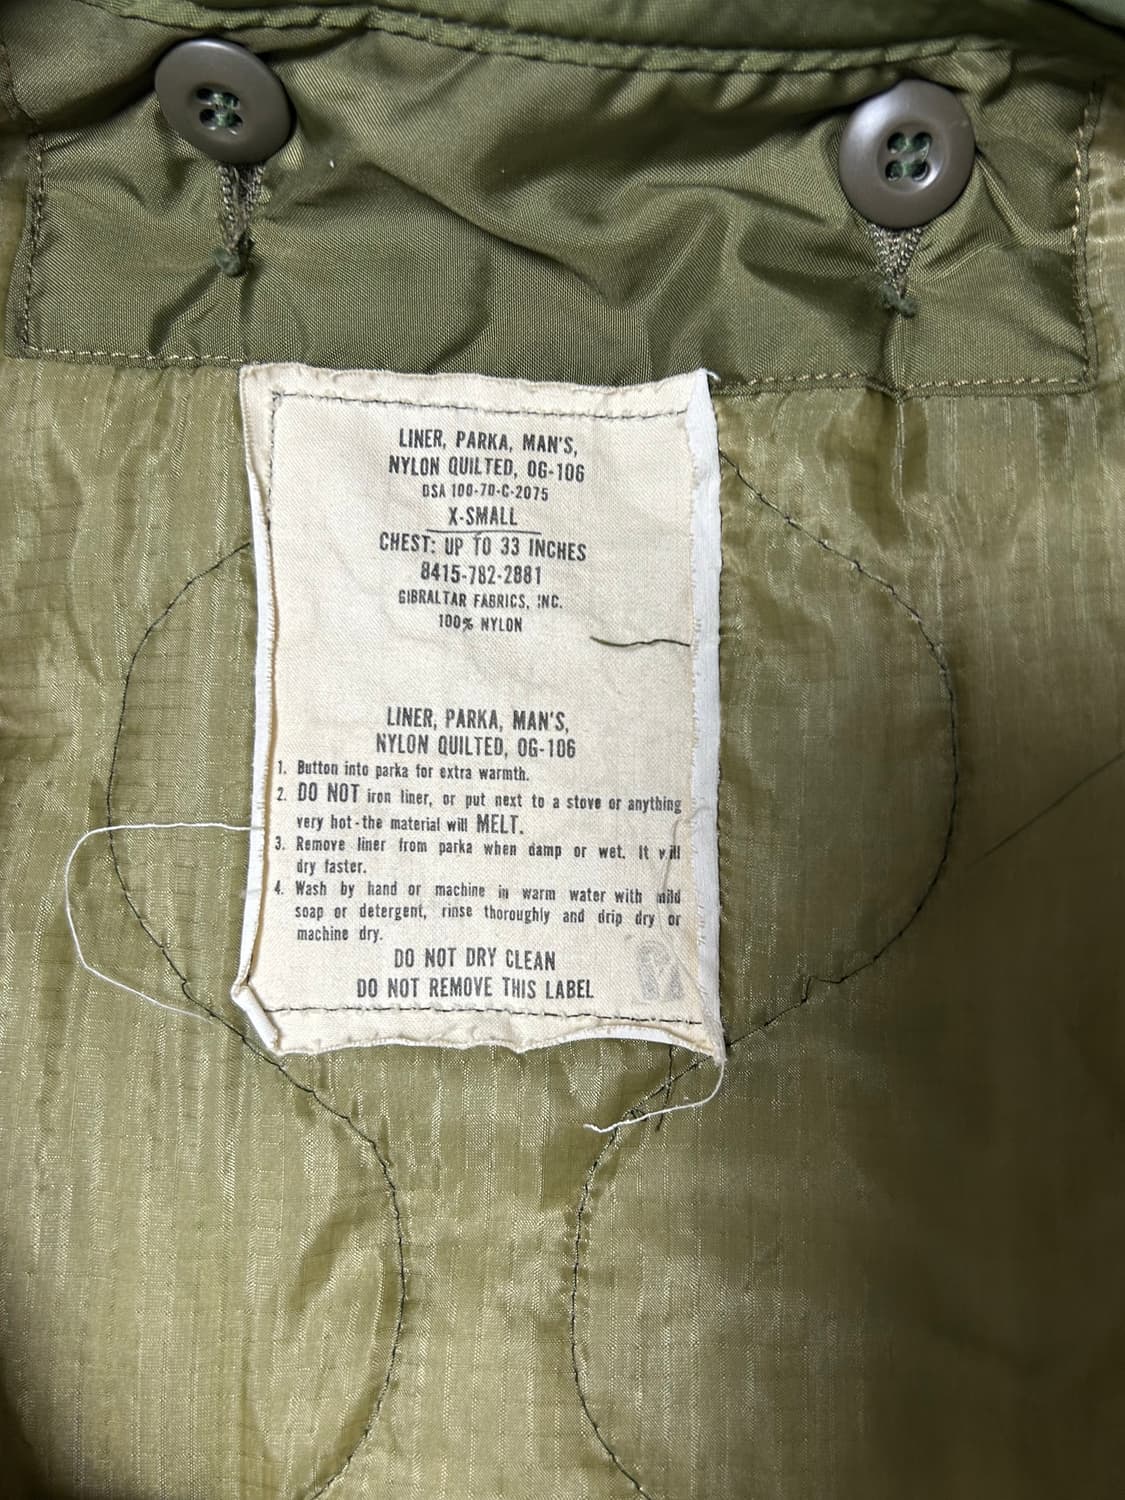 LINER, PARKA, MAN'S,
NYLON QUILTED, OG-106
DSA 100-70-C-2075
X-SMALL
CHEST: UP TO 33 INCHES
8415-782-2881
GIBRALTAR FABRICS, INC.
100% NYLON
LINER, PARKA, MAN'S,
NYLON QUILTED, OG-106
1. Button into parka for extra warmth.
2. DO NOT iron liner, or put next to a stove or anything
very hot-the material will MELT.
3. Remove liner from parka when damp or wet. It will
dry faster.
4. Wash by hand or machine in warm water with mild
soap or detergent, rinse thoroughly and drip dry or
machine dry.
DO NOT DRY CLEAN
DO NOT REMOVE THIS LABEL